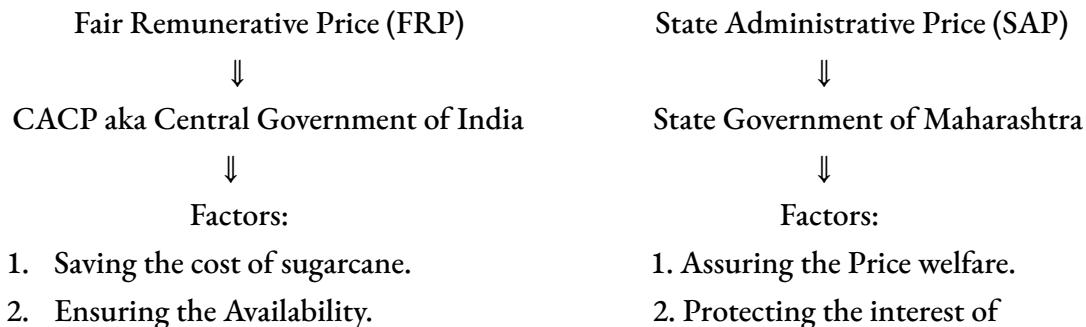 Fair Remunerative Price (FRP)
⇓
CACP aka Central Government of India
⇓
Factors:
1. Saving the cost of sugarcane.
2. Ensuring the Availability.
State Administrative Price (SAP)
⇓
State Government of Maharashtra
⇓
Factors:
1. Assuring the Price welfare.
2. Protecting the interest of